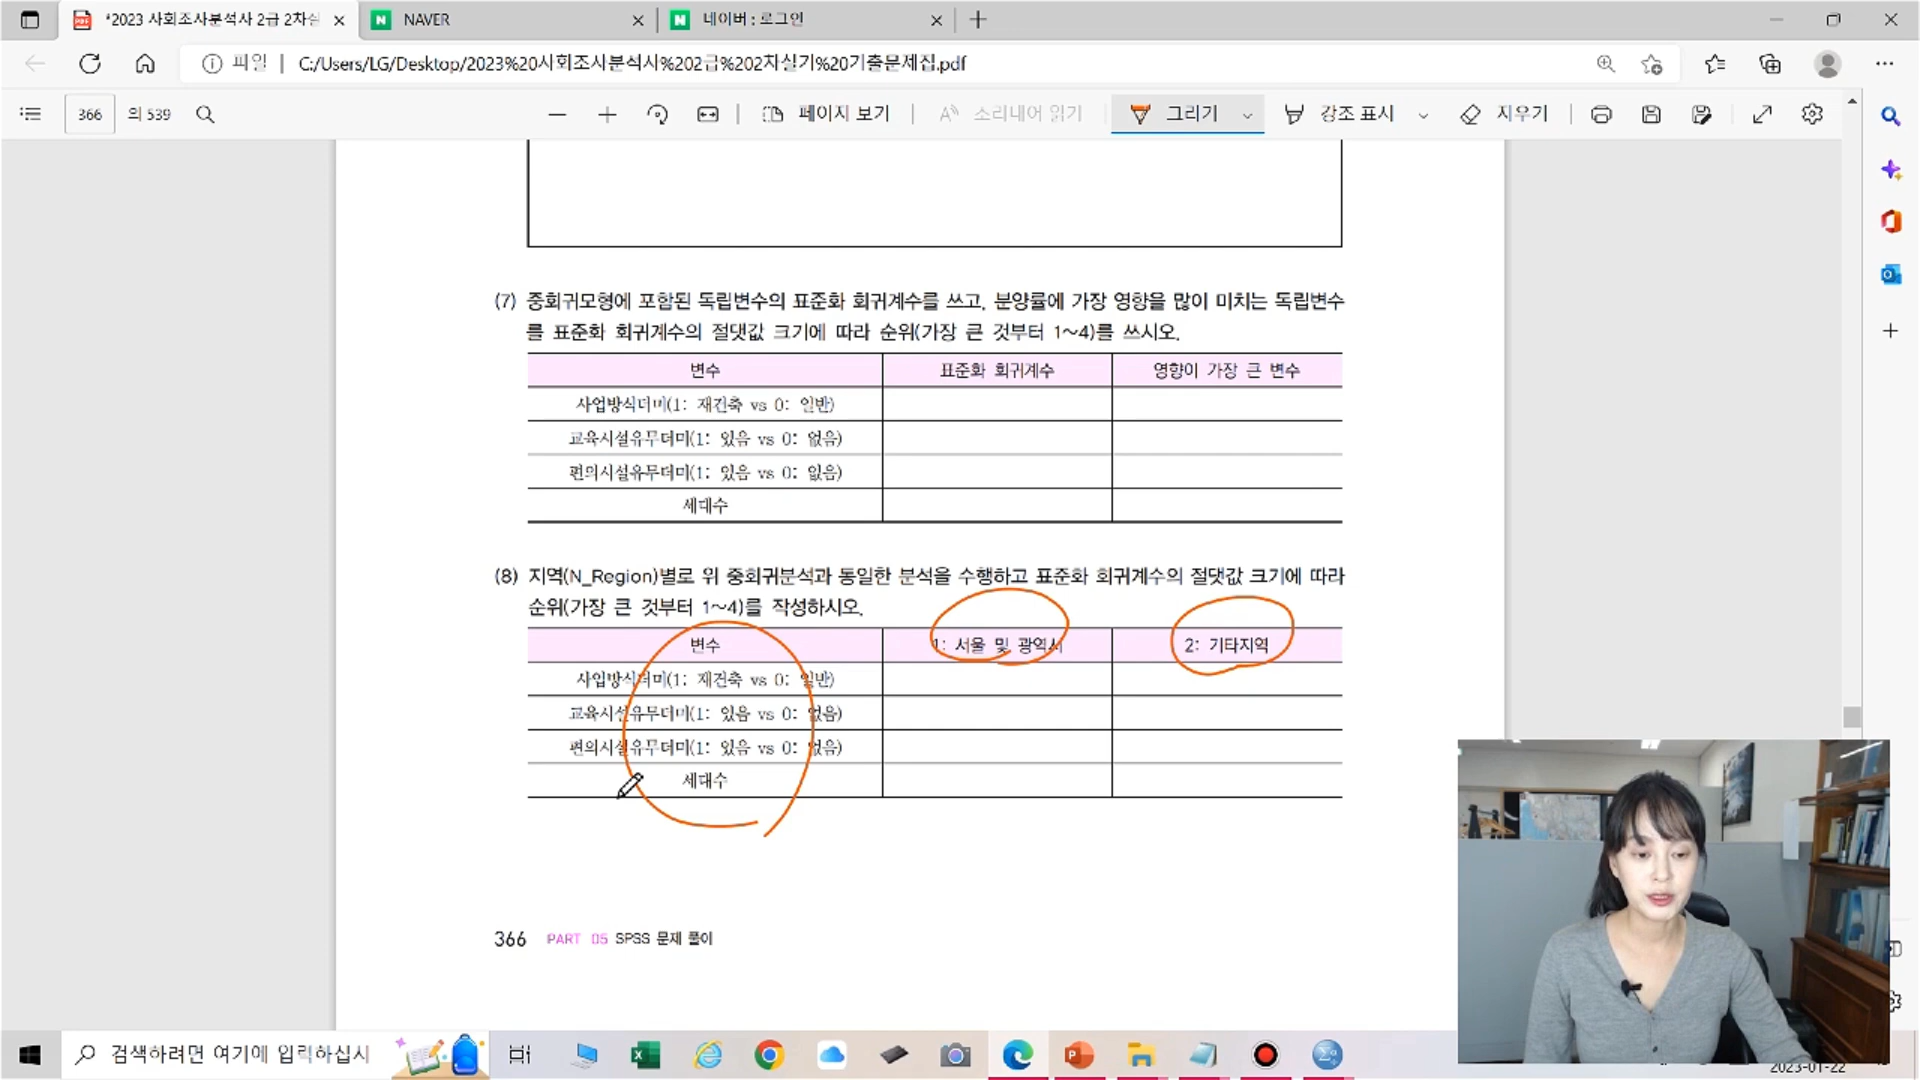 *2023 사회조사분석사 2급 2차실
NAVER
네이버 : 로그인
파일
C:/Users/LG/Desktop/2023%20사회조사분석사%202급%202차실기%20기출문제집.pdf
366
의 539
페이지 보기
소리내어 읽기
그리기
강조 표시
지우기
(7) 중회귀모형에 포함된 독립변수의 표준화 회귀계수를 쓰고, 분양률에 가장 영향을 많이 미치는 독립변수
를 표준화 회귀계수의 절댓값 크기에 따라 순위(가장 큰 것부터 1~4)를 쓰시오.
변수
표준화 회귀계수
영향이 가장 큰 변수
사업방식더미(1: 재건축 vs 0: 일반)
교육시설유무더미(1: 있음 vs 0: 없음)
편의시설유무더미(1: 있음 vs 0: 없음)
세대수
(8) 지역(N_Region)별로 위 중회귀분석과 동일한 분석을 수행하고 표준화 회귀계수의 절댓값 크기에 따라
순위(가장 큰 것부터 1~4)를 작성하시오.
변수
1: 서울 및 광역시
2: 기타지역
사업방식더미(1: 재건축 vs 0: 일반)
교육시설유무더미(1: 있음 vs 0: 없음)
편의시설유무더미(1: 있음 vs 0: 없음)
세대수
366 PART 05 SPSS 문제 풀이
검색하려면 여기에 입력하십시
2023-01-22